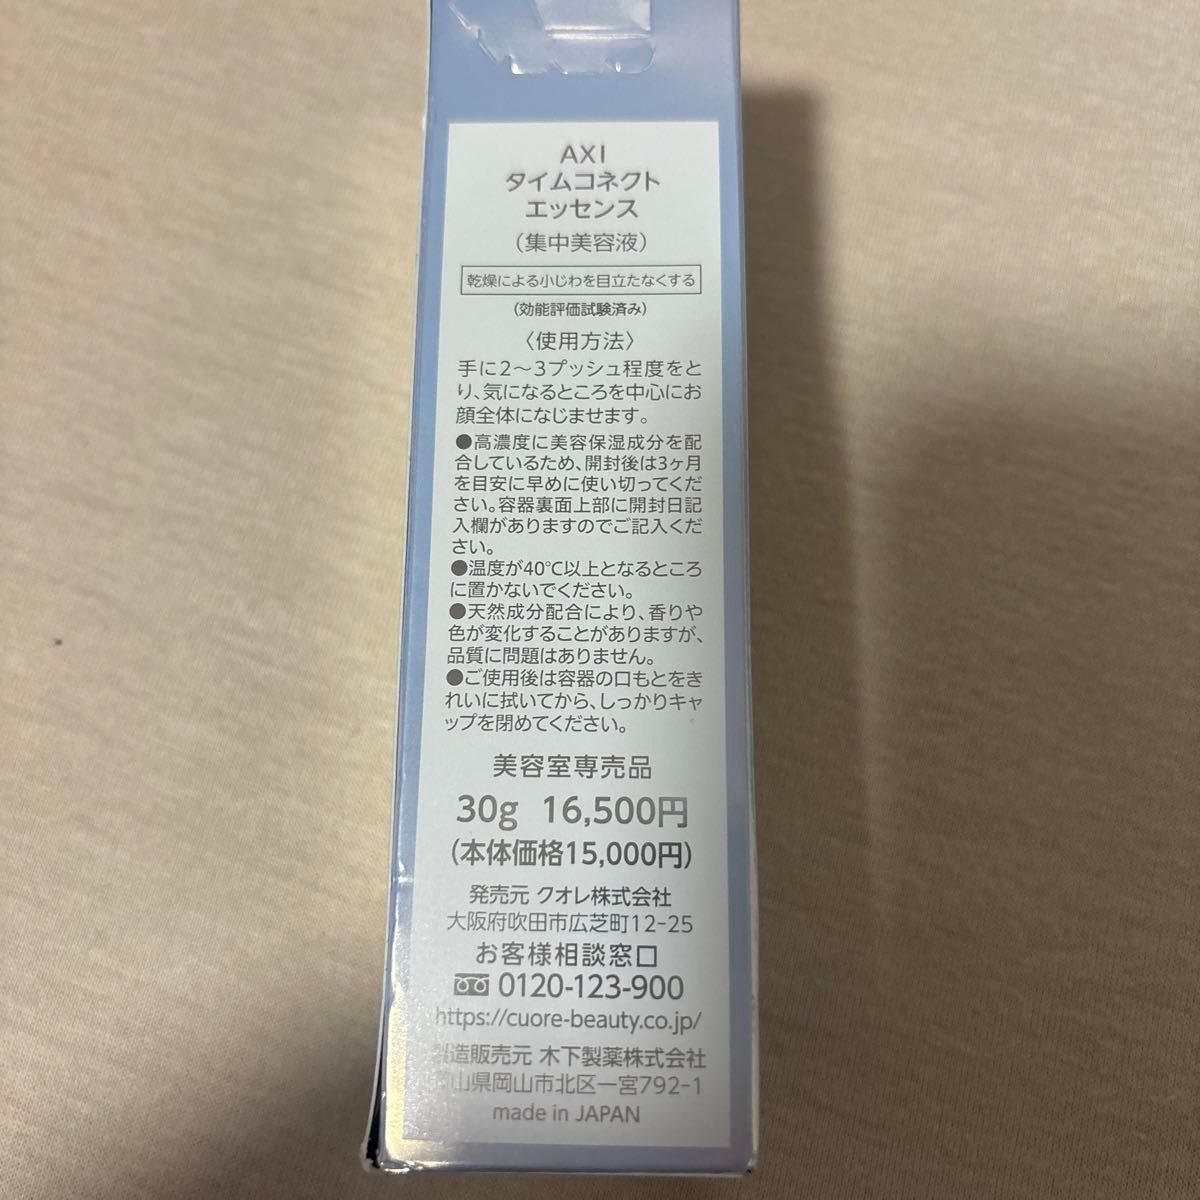 AXI
タイムコネクト
エッセンス
(集中美容液)
乾燥による小じわを目立たなくする
(効能評価試験済み)
〈使用方法〉
手に2～3プッシュ程度をと
り、気になるところを中心にお
顔全体になじませます。
●高濃度に美容保湿成分を配
合しているため、開封後は3ヶ月
を目安に早めに使い切ってくだ
さい。容器裏面上部に開封日記
入欄がありますのでご記入くだ
さい。
●温度が40℃以上となるところ
に置かないでください。
●天然成分配合により、香りや
色が変化することがありますが、
品質に問題はありません。
●ご使用後は容器の口もとをき
れいに拭いてから、しっかりキャ
ップを閉めてください。
美容室専売品
30g 16,500円
(本体価格15,000円)
発売元 クオレ株式会社
大阪府吹田市広芝町12-25
お客様相談窓口
0120-123-900
https://cuore-beauty.co.jp/
製造販売元 木下製薬株式会社
岡山県岡山市北区一宮792-1
made in JAPAN